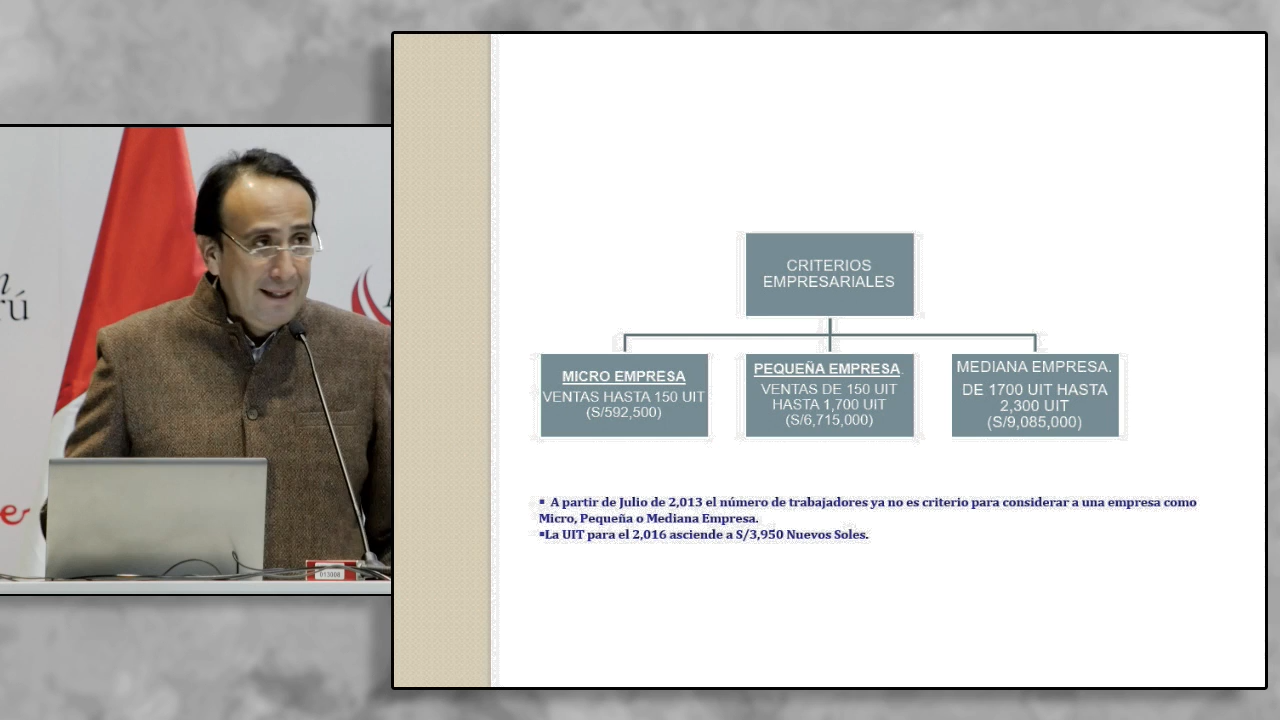 CRITERIOS
EMPRESARIALES
MICRO EMPRESA
VENTAS HASTA 150 UIT
(S/592,500)
PEQUEÑA EMPRESA.
VENTAS DE 150 UIT
HASTA 1,700 UIT
(S/6,715,000)
MEDIANA EMPRESA.
DE 1700 UIT HASTA
2,300 UIT
(S/9,085,000)
▪ A partir de Julio de 2,013 el número de trabajadores ya no es criterio para considerar a una empresa como
Micro, Pequeña o Mediana Empresa.
▪La UIT para el 2,016 asciende a S/3,950 Nuevos Soles.